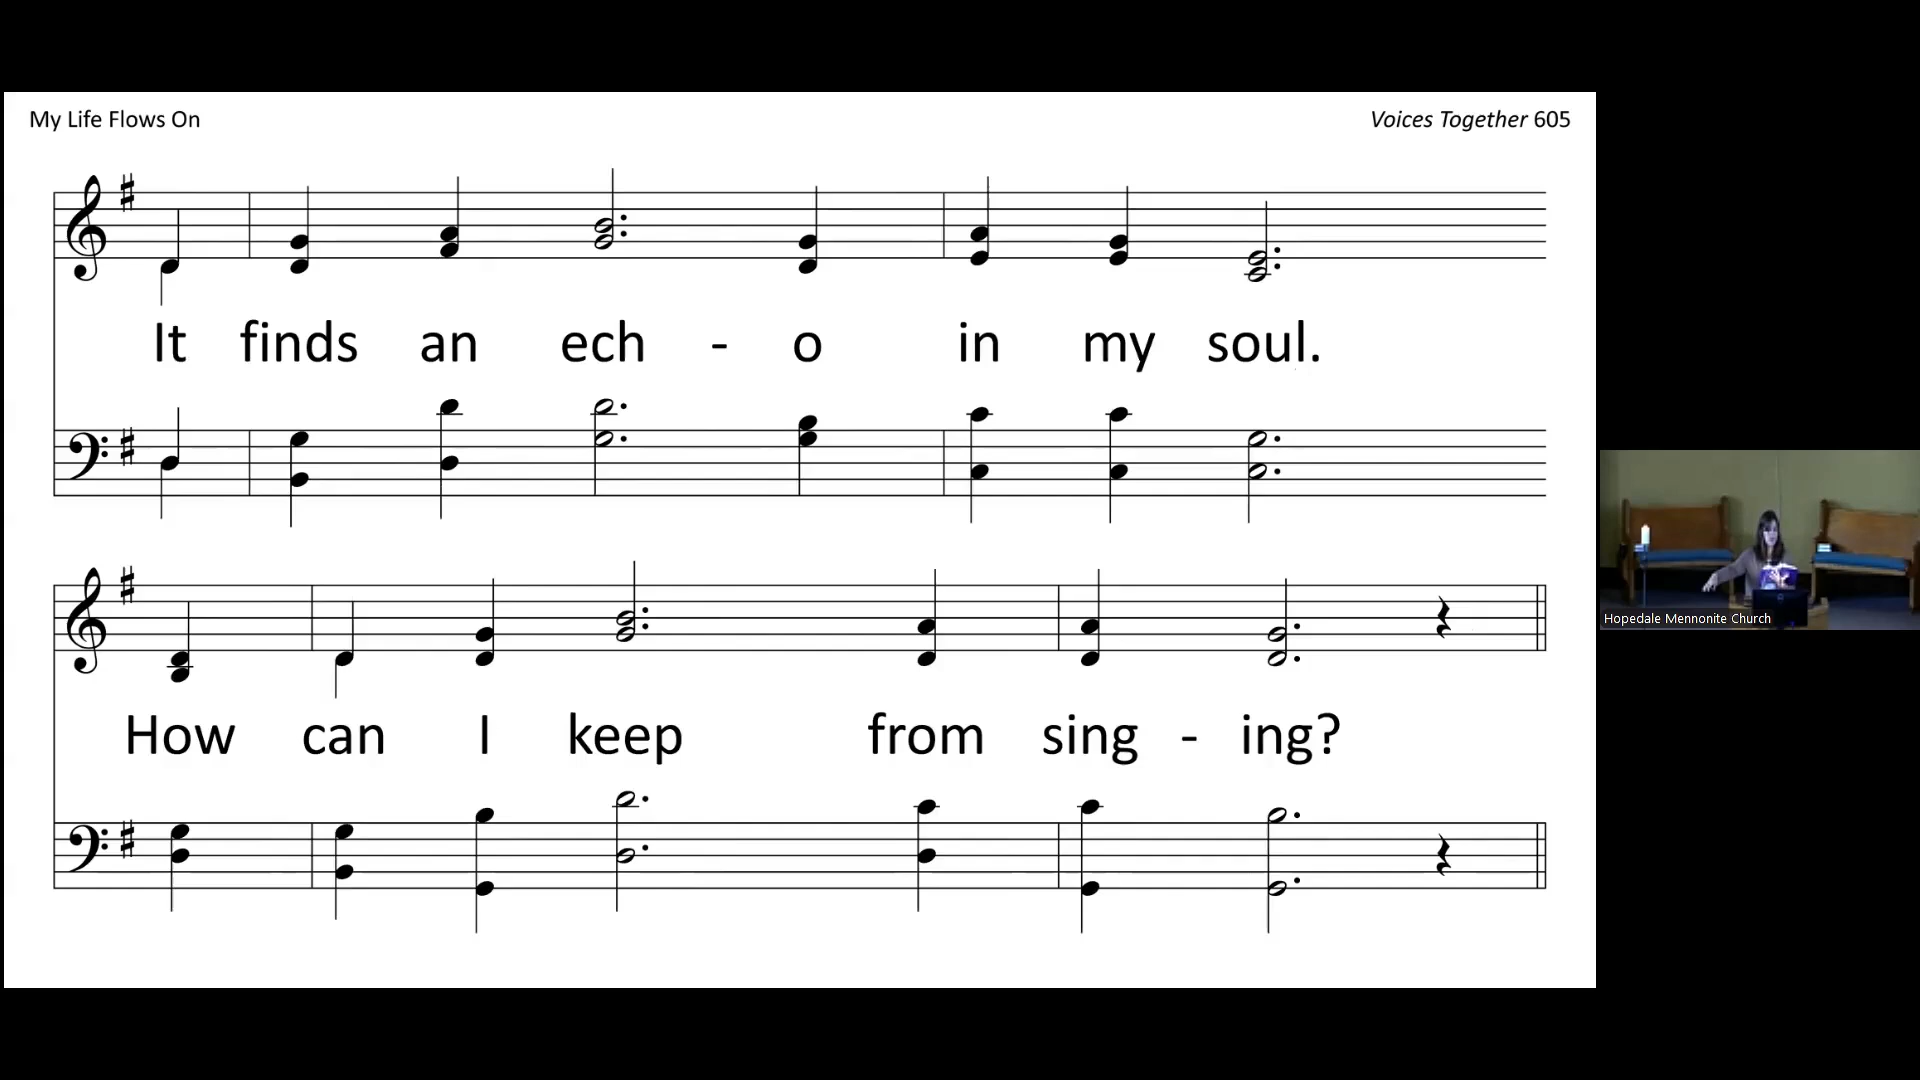 My Life Flows On
Voices Together 605
It finds an ech - o in my soul.
How can I keep from sing - ing?
Hopedale Mennonite Church